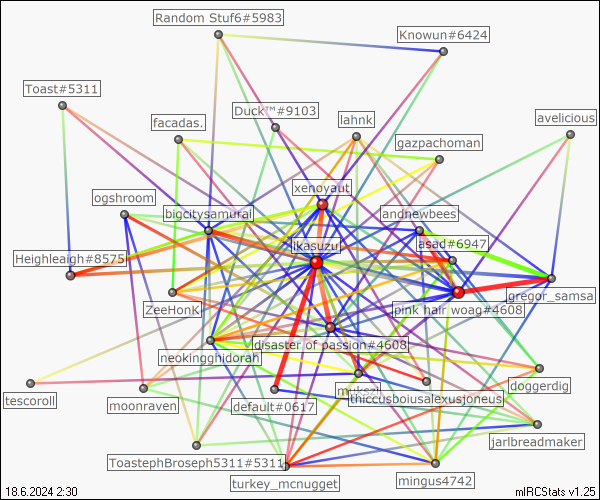 Random Stuf6#5983
Knowun#6424
Toast#5311
Duck™#9103
facadas.
lahnk
avelicious
gazpachoman
xenoyaut
ogshroom
bigcitysamurai
andnewbees
likasuzu
asad#6947
Heighleaigh#8575
ZeeHonK
pink hair woag#4608
gregor_samsa
disaster of passion#4608
neokingghidorah
mukszi
doggerdig
tescoroll
moonraven
default#0617
thiccusboiusalexusjoneus
jarlbreadmaker
ToastephBroseph5311#5311
turkey_mcnugget
mingus4742
18.6.2024 2:30
mIRCStats v1.25